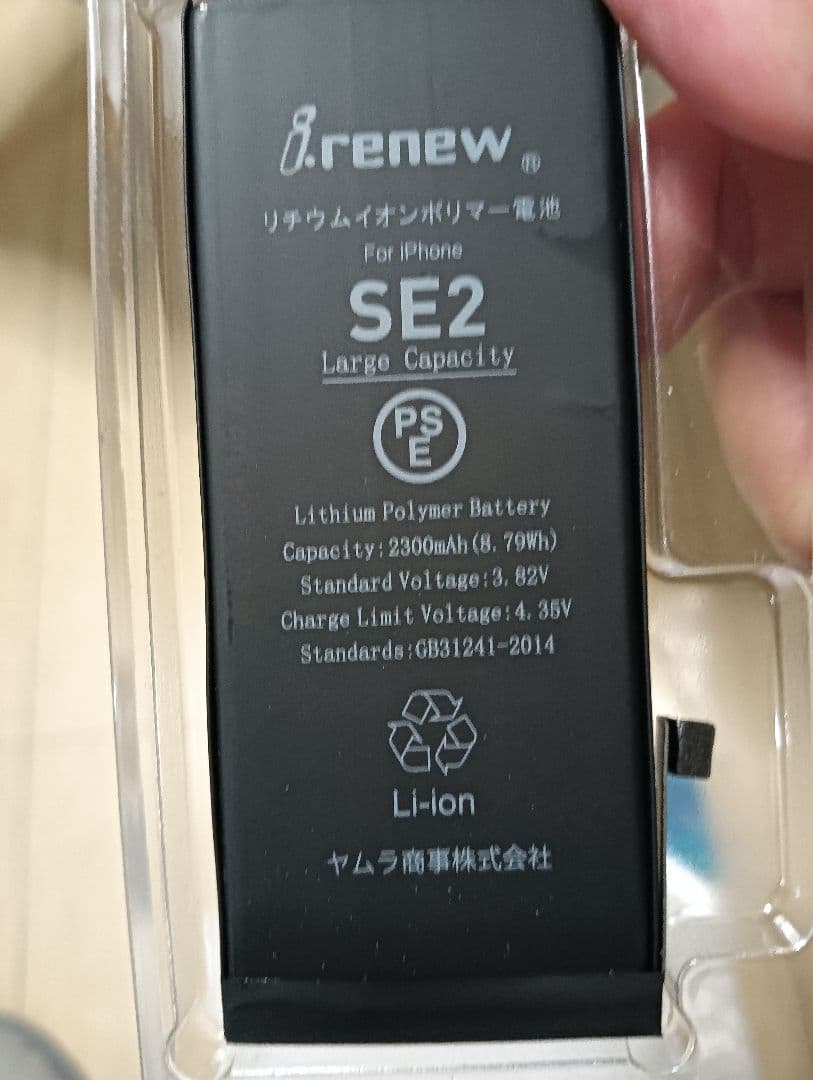 i.renew ®
リチウムイオンポリマー電池
For iPhone
SE2
Large Capacity
PSE
Lithium Polymer Battery
Capacity:2300mAh(8.79Wh)
Standard Voltage:3.82V
Charge Limit Voltage:4.35V
Standards:GB31241-2014
Li-ion
ヤムラ商事株式会社